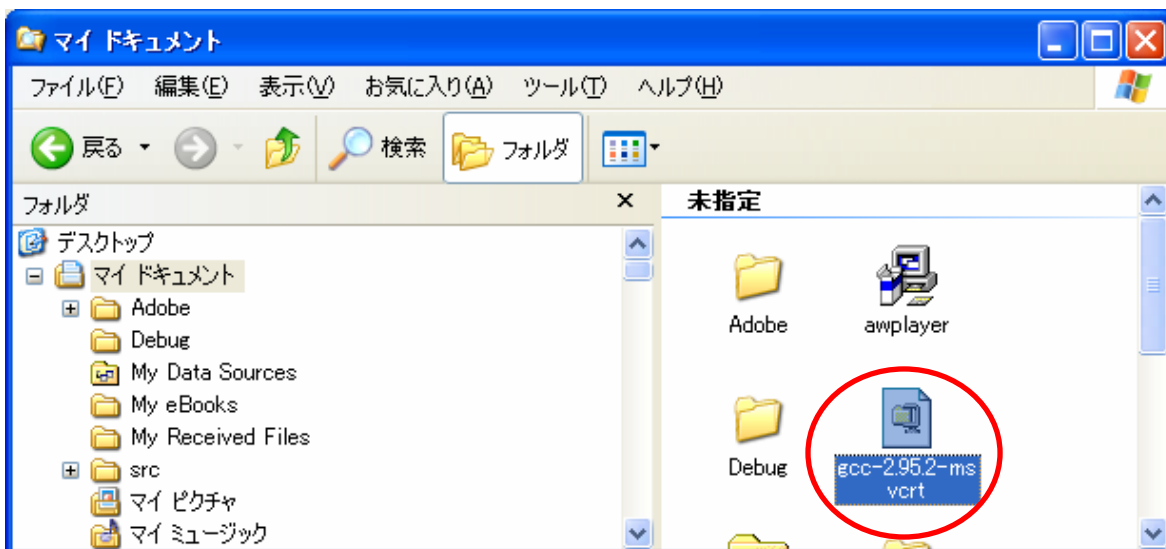 マイ ドキュメント
ファイル(F) 編集(E) 表示(V) お気に入り(A) ツール(T) ヘルプ(H)
戻る 検索 フォルダ
フォルダ
デスクトップ
マイ ドキュメント
Adobe
Debug
My Data Sources
My eBooks
My Received Files
src
マイ ピクチャ
マイ ミュージック
未指定
Adobe awplayer
Debug gcc-2.95.2-ms
vcrt